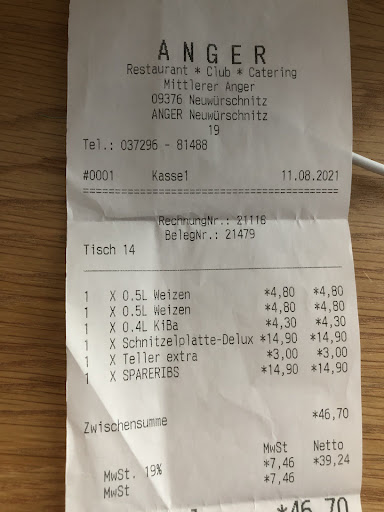 ANGER
Restaurant * Club * Catering
Mittlerer Anger
09376 Neuwürschnitz
ANGER Neuwürschnitz
19
Tel.: 037296 - 81488
#0001 Kasse1 11.08.2021
RechnungNr.: 21116
BelegNr.: 21479
Tisch 14
1 X 0.5L Weizen *4,80 *4,80
1 X 0.5L Weizen *4,80 *4,80
1 X 0.4L KiBa *4,30 *4,30
1 X Schnitzelplatte-Delux *14,90 *14,90
1 X Teller extra *3,00 *3,00
1 X SPARERIBS *14,90 *14,90
Zwischensumme *46,70
MwSt Netto
MwSt. 19% *7,46 *39,24
MwSt *7,46
*46,70